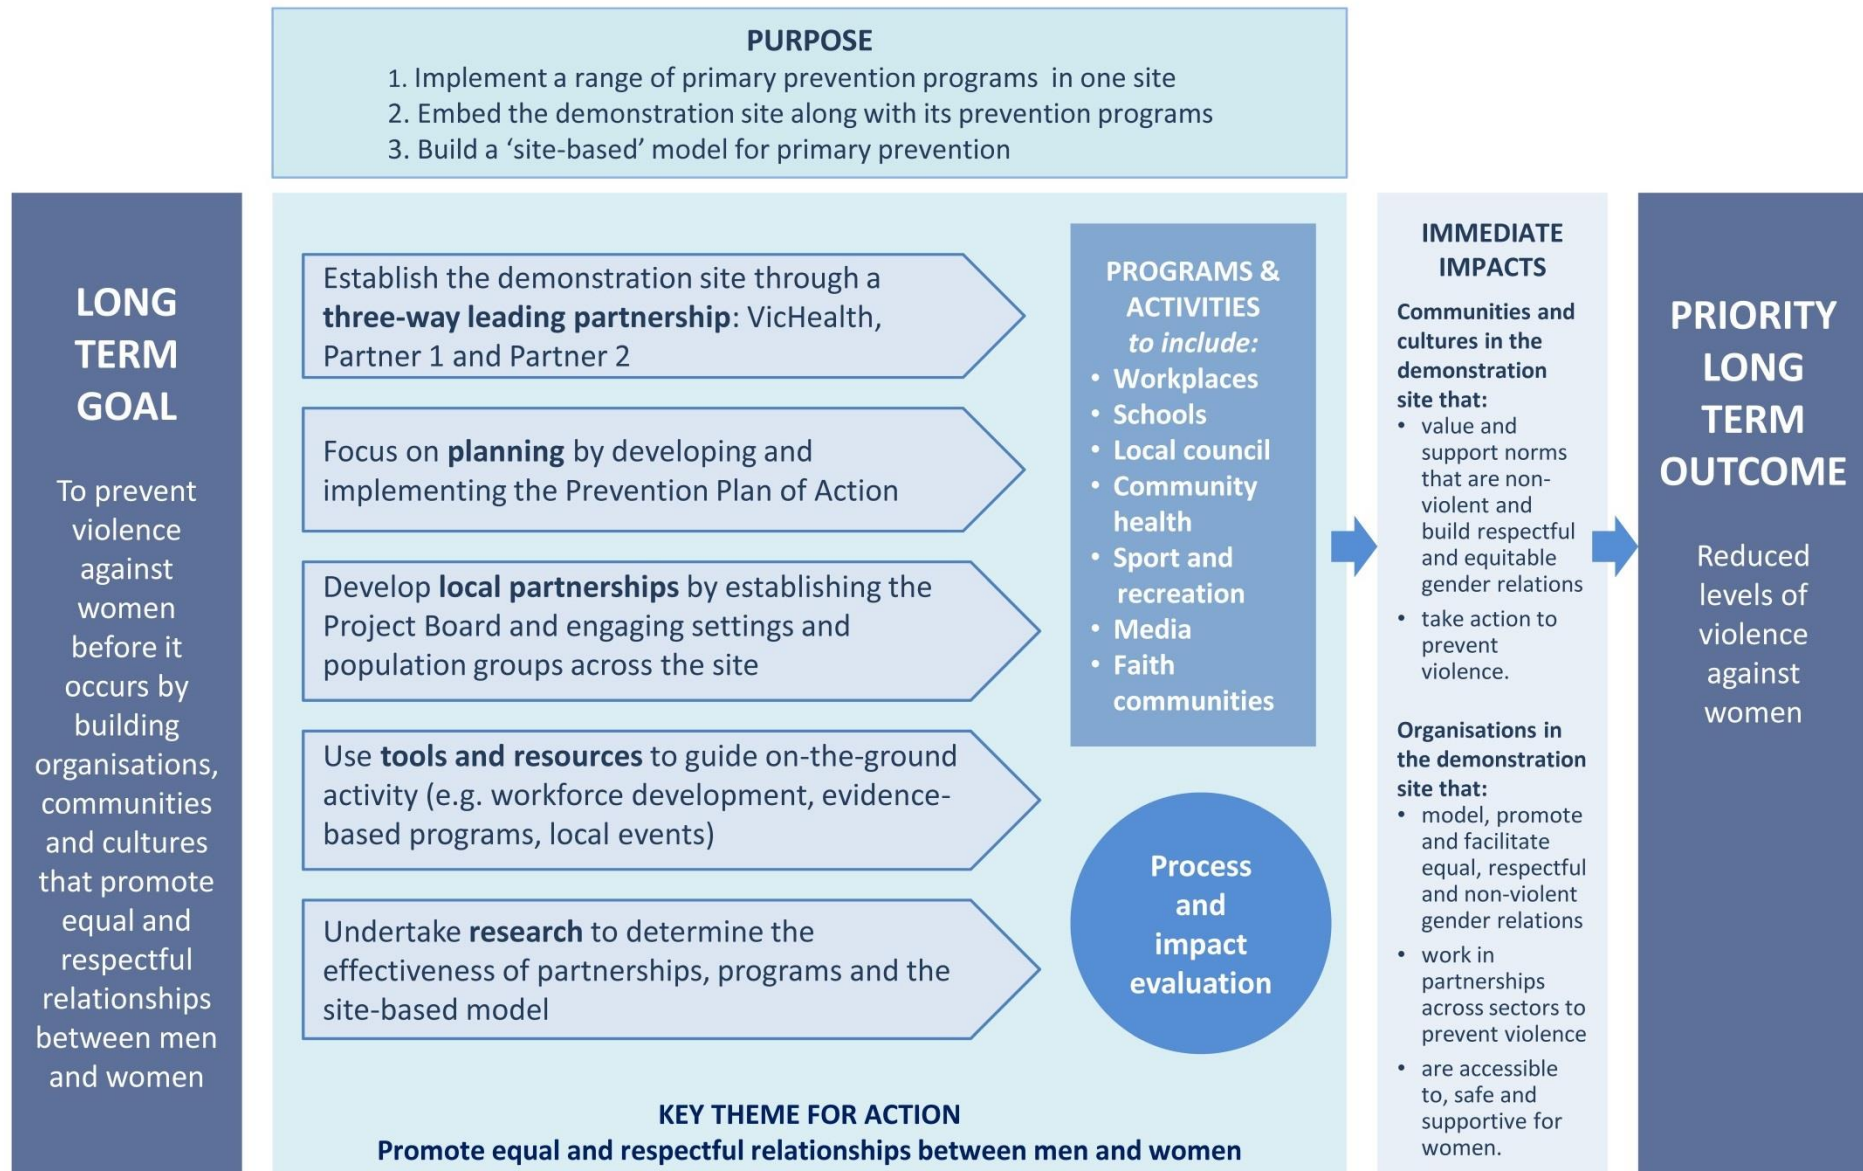 PURPOSE
1. Implement a range of primary prevention programs in one site
2. Embed the demonstration site along with its prevention programs
3. Build a ‘site-based’ model for primary prevention
LONG
TERM
GOAL
To prevent
violence
against
women
before it
occurs by
building
organisations,
communities
and cultures
that promote
equal and
respectful
relationships
between men
and women
Establish the demonstration site through a
three-way leading partnership: VicHealth,
Partner 1 and Partner 2
Focus on planning by developing and
implementing the Prevention Plan of Action
Develop local partnerships by establishing the
Project Board and engaging settings and
population groups across the site
Use tools and resources to guide on-the-ground
activity (e.g. workforce development, evidence-
based programs, local events)
Undertake research to determine the
effectiveness of partnerships, programs and the
site-based model
PROGRAMS &
ACTIVITIES
to include:
• Workplaces
• Schools
• Local council
• Community
health
• Sport and
recreation
• Media
• Faith
communities
Process
and
impact
evaluation
KEY THEME FOR ACTION
Promote equal and respectful relationships between men and women
IMMEDIATE
IMPACTS
Communities and
cultures in the
demonstration
site that:
• value and
support norms
that are non-
violent and
build respectful
and equitable
gender relations
• take action to
prevent
violence.
Organisations in
the demonstration
site that:
• model, promote
and facilitate
equal, respectful
and non-violent
gender relations
• work in
partnerships
across sectors to
prevent violence
• are accessible
to, safe and
supportive for
women.
PRIORITY
LONG
TERM
OUTCOME
Reduced
levels of
violence
against
women